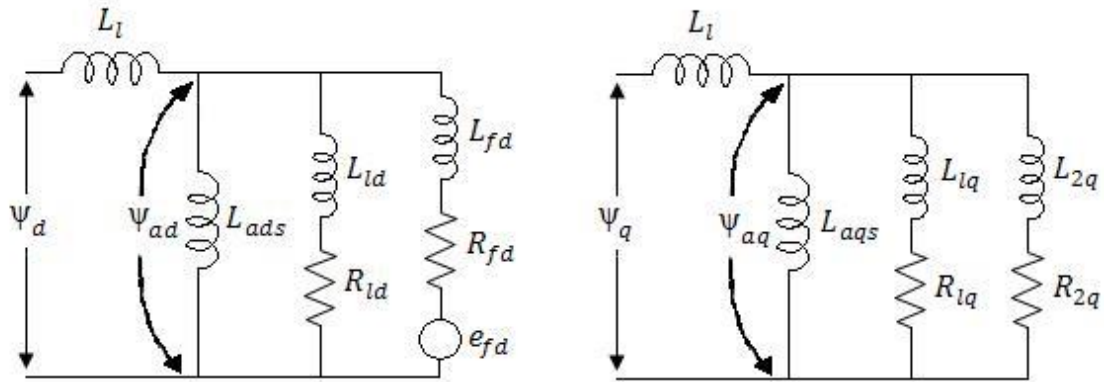 L_l
Ψ_d
Ψ_ad
L_ads
L_ld
R_ld
L_fd
R_fd
e_fd
L_l
Ψ_q
Ψ_aq
L_aqs
L_lq
R_lq
L_2q
R_2q